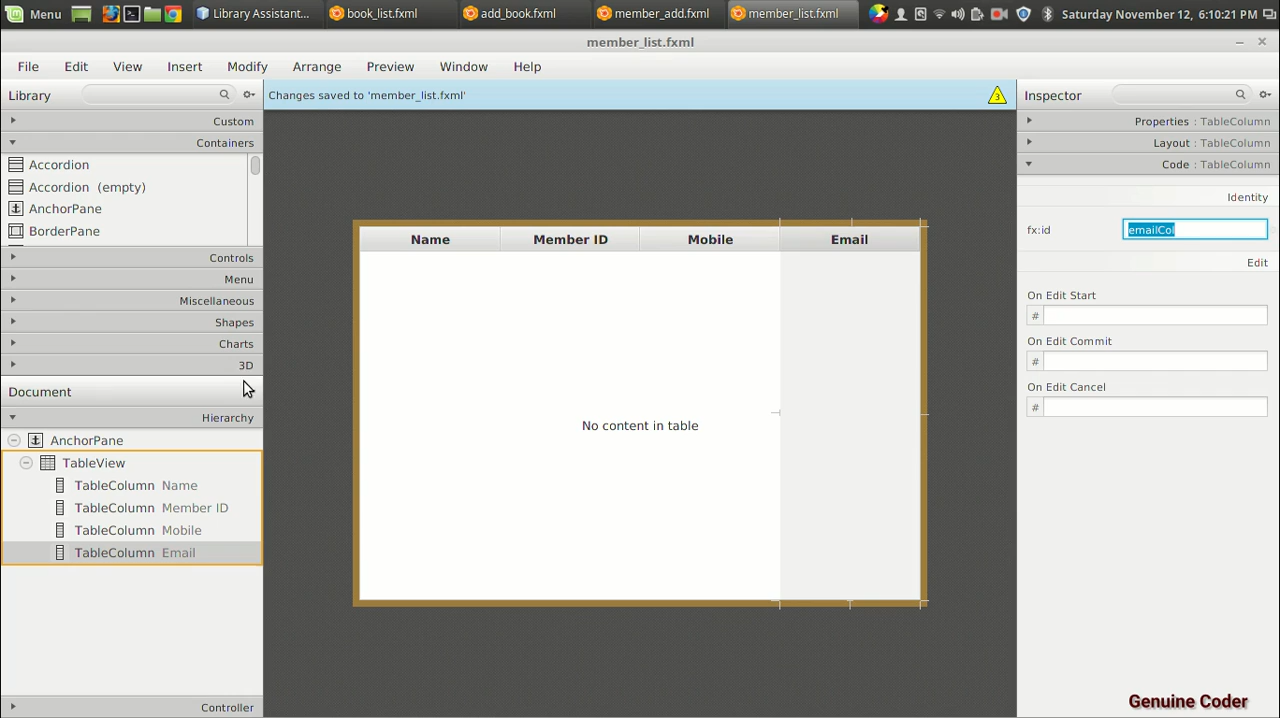 Menu
Library Assistant...
book_list.fxml
add_book.fxml
member_add.fxml
member_list.fxml
Saturday November 12, 6:10:21 PM
member_list.fxml
File Edit View Insert Modify Arrange Preview Window Help
Library
Changes saved to 'member_list.fxml'
3
Inspector
Custom
Containers
Accordion
Accordion (empty)
AnchorPane
BorderPane
Controls
Menu
Miscellaneous
Shapes
Charts
3D
Document
Hierarchy
AnchorPane
TableView
TableColumn Name
TableColumn Member ID
TableColumn Mobile
TableColumn Email
Controller
Name Member ID Mobile Email
No content in table
Properties : TableColumn
Layout : TableColumn
Code : TableColumn
Identity
fx:id emailCol
Edit
On Edit Start
#
On Edit Commit
#
On Edit Cancel
#
Genuine Coder